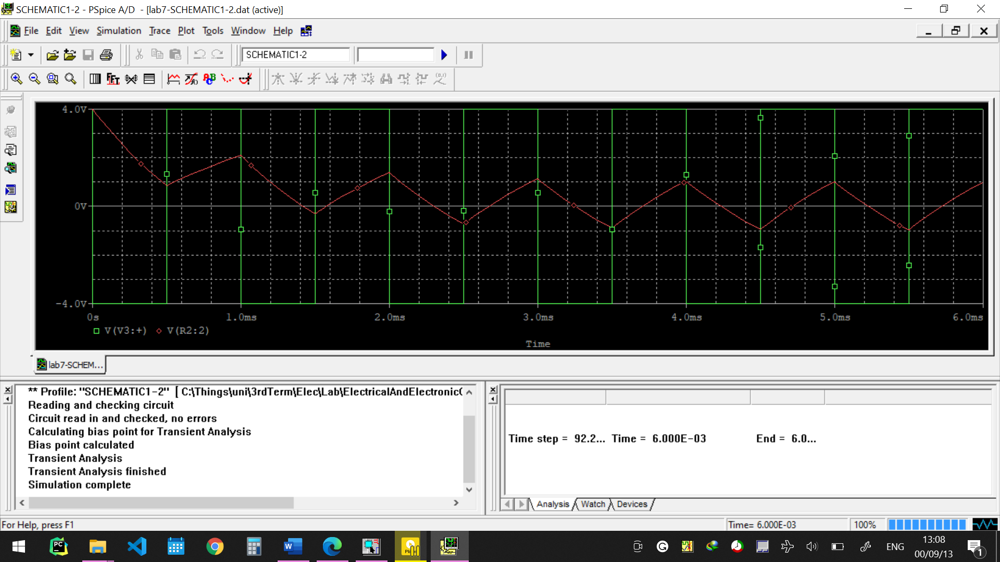 SCHEMATIC1-2 - PSpice A/D - [lab7-SCHEMATIC1-2.dat (active)]
File Edit View Simulation Trace Plot Tools Window Help
SCHEMATIC1-2
4.0V
0V
-4.0V
0s 1.0ms 2.0ms 3.0ms 4.0ms 5.0ms 6.0ms
V(V3:+) V(R2:2)
Time
lab7-SCHEM...
** Profile: "SCHEMATIC1-2" [ C:\Things\uni\3rdTerm\Elec\Lab\ElectricalAndElectronicC
Reading and checking circuit
Circuit read in and checked, no errors
Calculating bias point for Transient Analysis
Bias point calculated
Transient Analysis
Transient Analysis finished
Simulation complete
Time step = 92.2... Time = 6.000E-03 End = 6.0...
Analysis Watch Devices
For Help, press F1
Time= 6.000E-03 100%
ENG
13:08
00/09/13
1